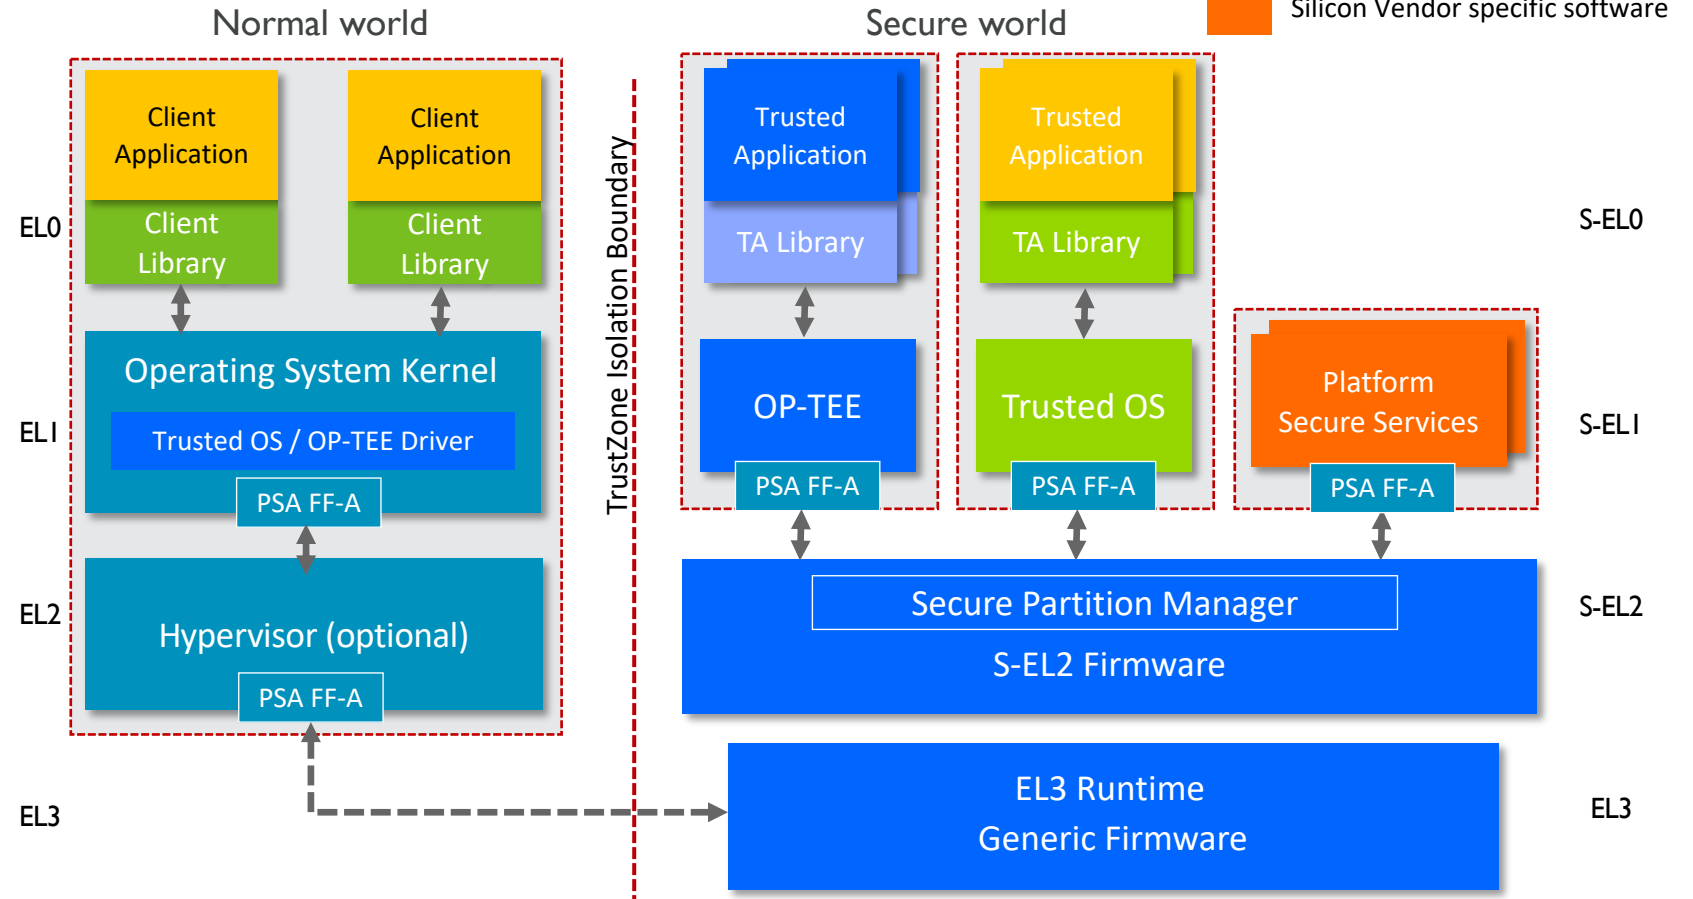 Normal world
Secure world
Silicon Vendor specific software
Client
Application
Client
Library
Client
Application
Client
Library
EL0
Operating System Kernel
Trusted OS / OP-TEE Driver
PSA FF-A
EL1
Hypervisor (optional)
PSA FF-A
EL2
EL3
TrustZone Isolation Boundary
Trusted
Application
TA Library
OP-TEE
PSA FF-A
Trusted
Application
TA Library
Trusted OS
PSA FF-A
Platform
Secure Services
PSA FF-A
Secure Partition Manager
S-EL2 Firmware
EL3 Runtime
Generic Firmware
S-EL0
S-EL1
S-EL2
EL3